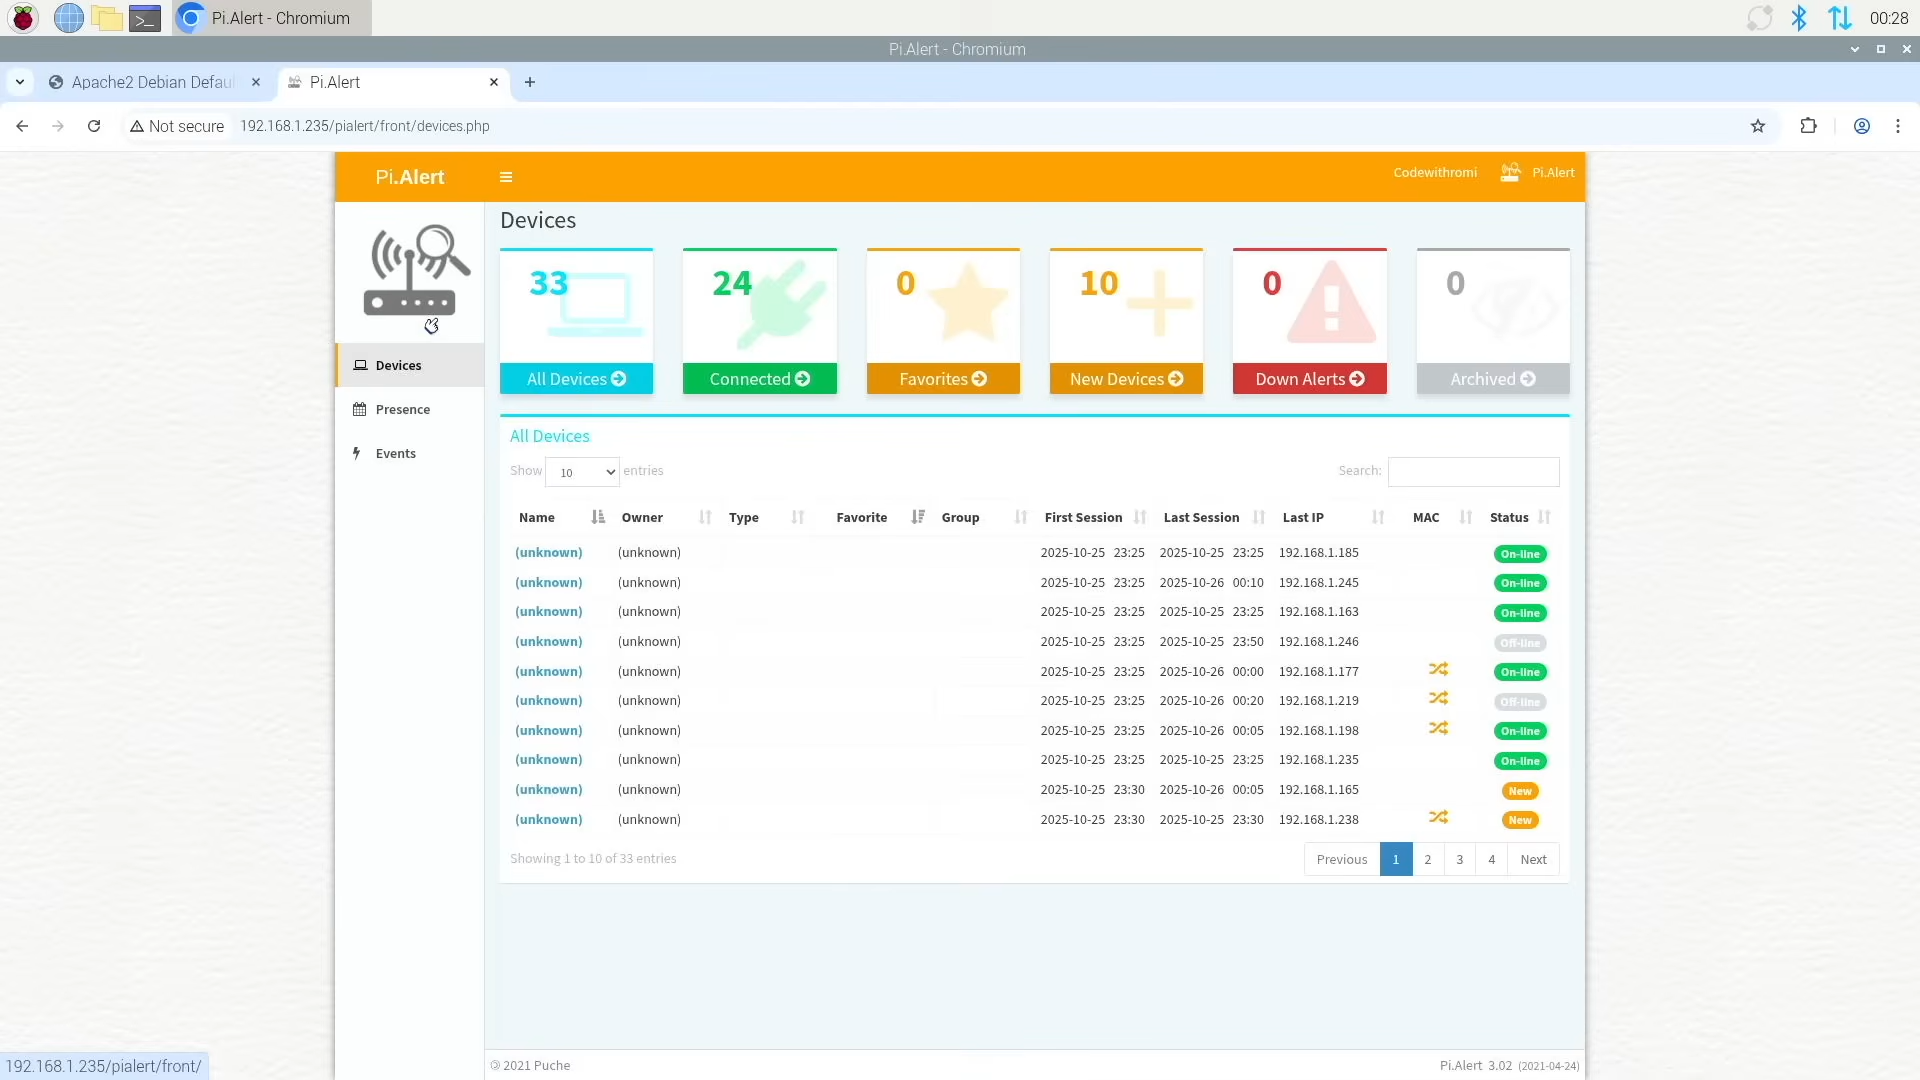 Pi.Alert - Chromium
00:28
Pi.Alert - Chromium
Apache2 Debian Defaul
Pi.Alert
Not secure
192.168.1.235/pialert/front/devices.php
Pi.Alert
Codewithromi
Pi.Alert
Devices
Presence
Events
Devices
33
24
0
10
0
0
All Devices
Connected
Favorites
New Devices
Down Alerts
Archived
All Devices
Show 10 entries
Search:
Name Owner Type Favorite Group First Session Last Session Last IP MAC Status
(unknown) (unknown) 2025-10-25 23:25 2025-10-25 23:25 192.168.1.185 On-line
(unknown) (unknown) 2025-10-25 23:25 2025-10-26 00:10 192.168.1.245 On-line
(unknown) (unknown) 2025-10-25 23:25 2025-10-25 23:25 192.168.1.163 On-line
(unknown) (unknown) 2025-10-25 23:25 2025-10-25 23:50 192.168.1.246 Off-line
(unknown) (unknown) 2025-10-25 23:25 2025-10-26 00:00 192.168.1.177 On-line
(unknown) (unknown) 2025-10-25 23:25 2025-10-26 00:20 192.168.1.219 Off-line
(unknown) (unknown) 2025-10-25 23:25 2025-10-26 00:05 192.168.1.198 On-line
(unknown) (unknown) 2025-10-25 23:25 2025-10-25 23:25 192.168.1.235 On-line
(unknown) (unknown) 2025-10-25 23:30 2025-10-26 00:05 192.168.1.165 New
(unknown) (unknown) 2025-10-25 23:30 2025-10-25 23:30 192.168.1.238 New
Showing 1 to 10 of 33 entries
Previous 1 2 3 4 Next
© 2021 Puche
Pi.Alert 3.02 (2021-04-24)
192.168.1.235/pialert/front/